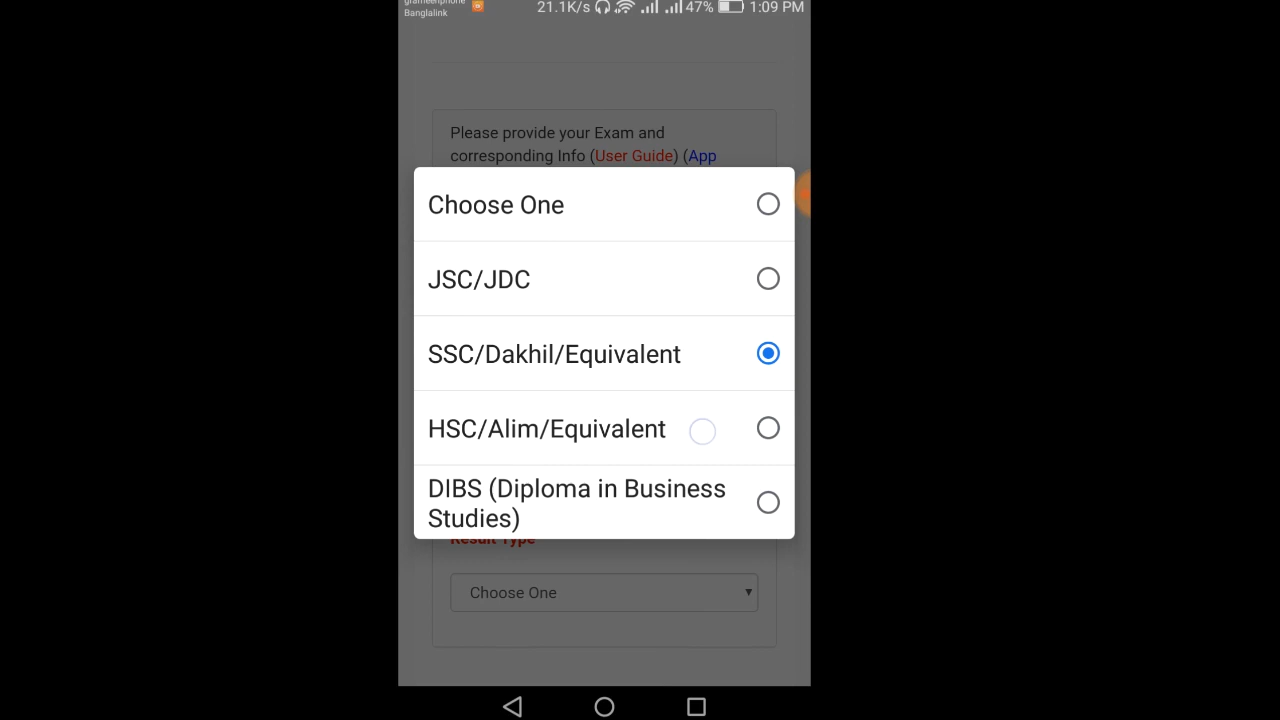 grameenphone
Banglalink
21.1K/s 47% 1:09 PM
Please provide your Exam and
corresponding Info (User Guide) (App
Choose One
JSC/JDC
SSC/Dakhil/Equivalent
HSC/Alim/Equivalent
DIBS (Diploma in Business
Studies)
Result Type
Choose One